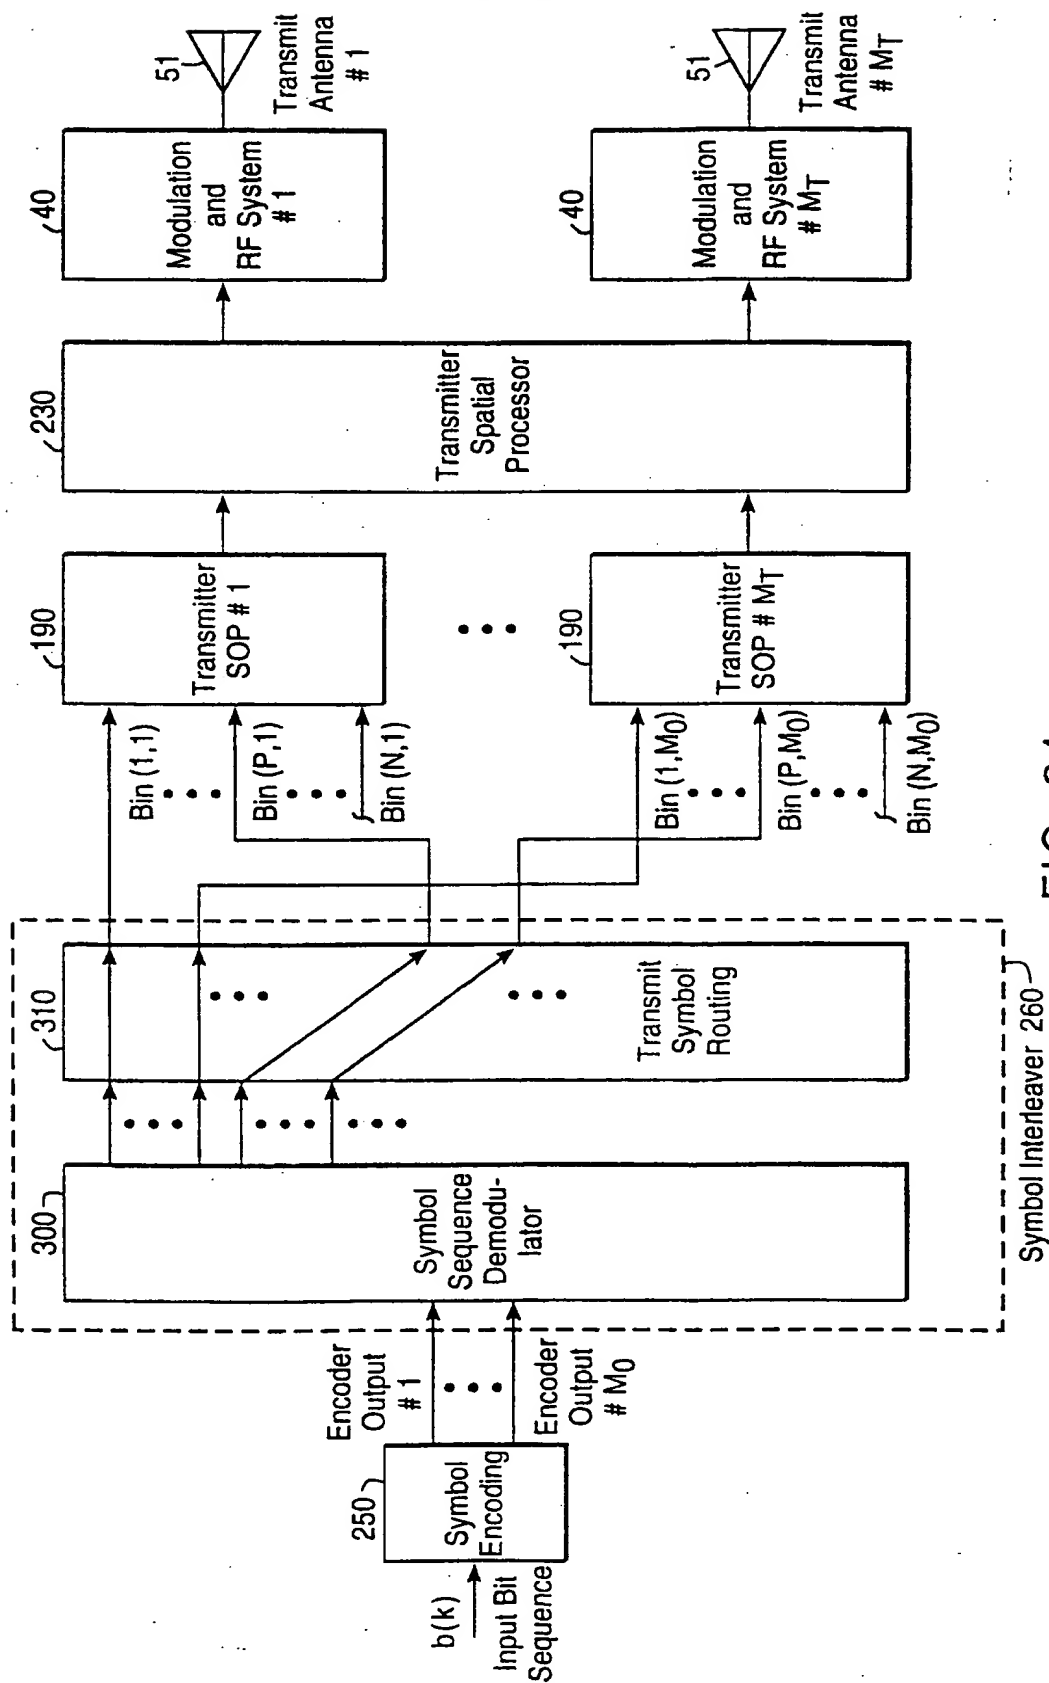 b(k)
Input Bit
Sequence
250
Symbol
Encoding
Encoder
Output
# 1
Encoder
Output
# M0
300
Symbol
Sequence
Demodu-
lator
310
Transmit
Symbol
Routing
Symbol Interleaver 260
Bin (1,1)
Bin (P,1)
Bin (N,1)
Bin (1,M0)
Bin (P,M0)
Bin (N,M0)
190
Transmitter
SOP # 1
190
Transmitter
SOP # MT
230
Transmitter
Spatial
Processor
40
Modulation
and
RF System
# 1
40
Modulation
and
RF System
# MT
51
Transmit
Antenna
# 1
51
Transmit
Antenna
# MT